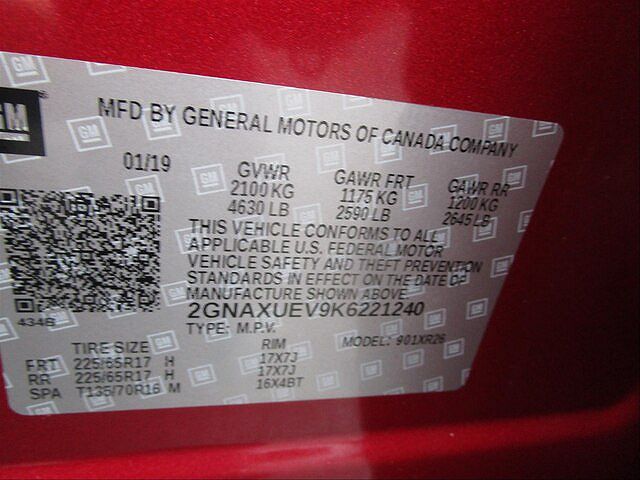 GM
MFD BY GENERAL MOTORS OF CANADA COMPANY
01/19 GVWR GAWR FRT GAWR RR
2100 KG 1175 KG 1200 KG
4630 LB 2590 LB 2645 LB
THIS VEHICLE CONFORMS TO ALL
APPLICABLE U.S. FEDERAL MOTOR
VEHICLE SAFETY AND THEFT PREVENTION
STANDARDS IN EFFECT ON THE DATE OF
MANUFACTURE SHOWN ABOVE
434B
2GNAXUEV9K6221240
TYPE: M.P.V. MODEL: 901XR26
TIRE SIZE RIM
FRT 225/65R17 H 17X7J
RR 225/65R17 H 17X7J
SPA T135/70R16 M 16X4BT